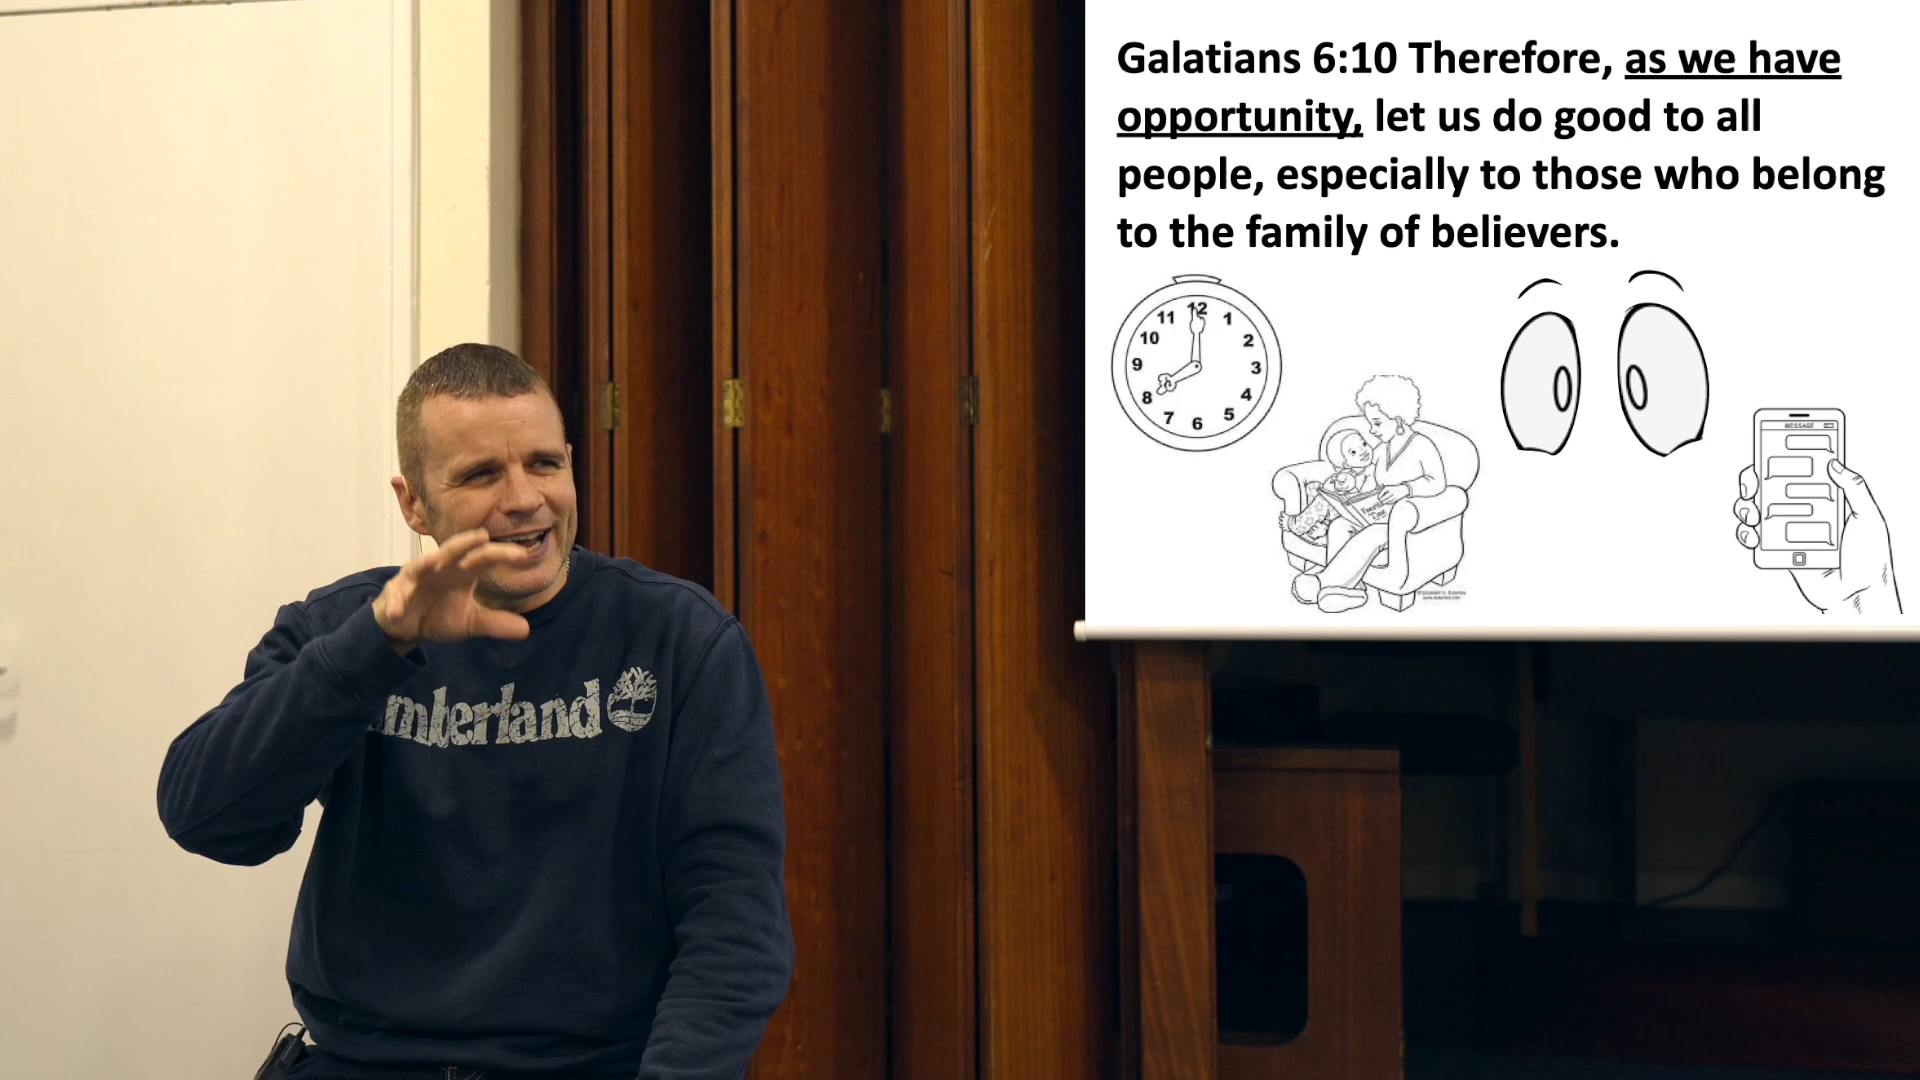 Galatians 6:10 Therefore, as we have
opportunity, let us do good to all
people, especially to those who belong
to the family of believers.
12
11
1
10
2
9
3
8
4
7
5
6
MESSAGE
mberland